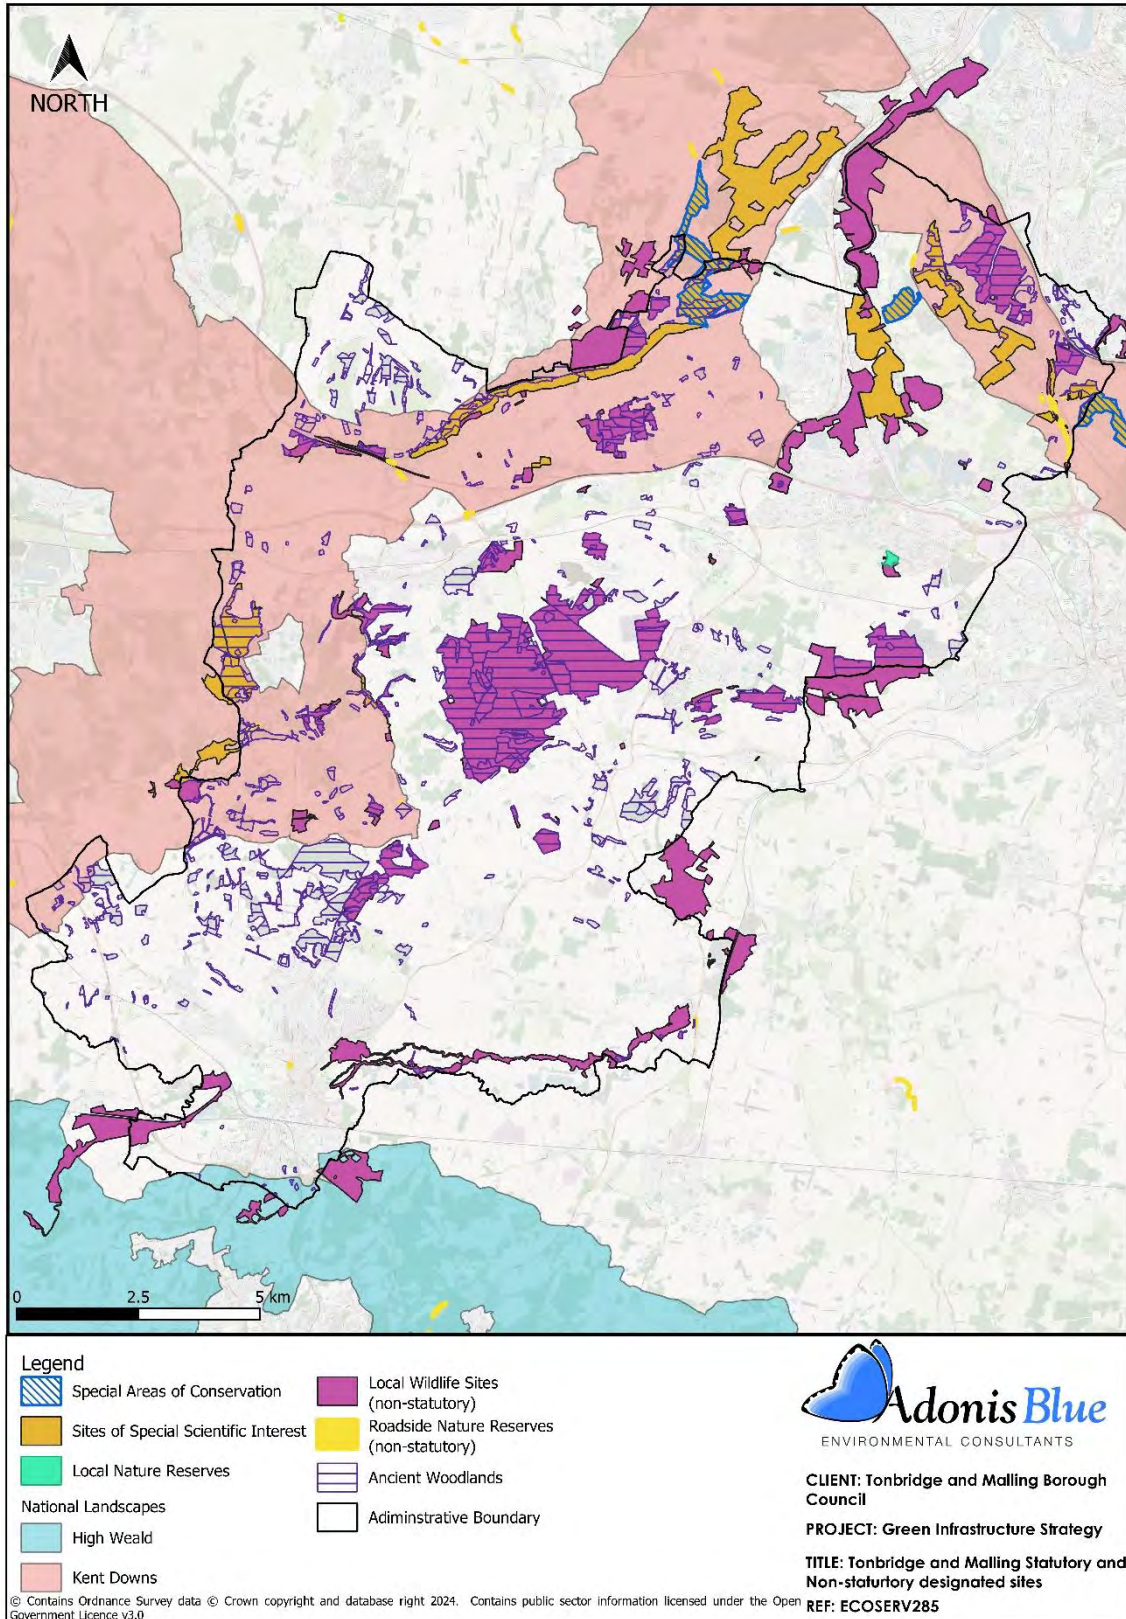 NORTH
0 2.5 5 km
Legend
Special Areas of Conservation
Sites of Special Scientific Interest
Local Nature Reserves
National Landscapes
High Weald
Kent Downs
Local Wildlife Sites
(non-statutory)
Roadside Nature Reserves
(non-statutory)
Ancient Woodlands
Adiminstrative Boundary
Adonis Blue
ENVIRONMENTAL CONSULTANTS
CLIENT: Tonbridge and Malling Borough
Council
PROJECT: Green Infrastructure Strategy
TITLE: Tonbridge and Malling Statutory and
Non-staturtory designated sites
REF: ECOSERV285
© Contains Ordnance Survey data © Crown copyright and database right 2024. Contains public sector information licensed under the Open
Government Licence v3.0